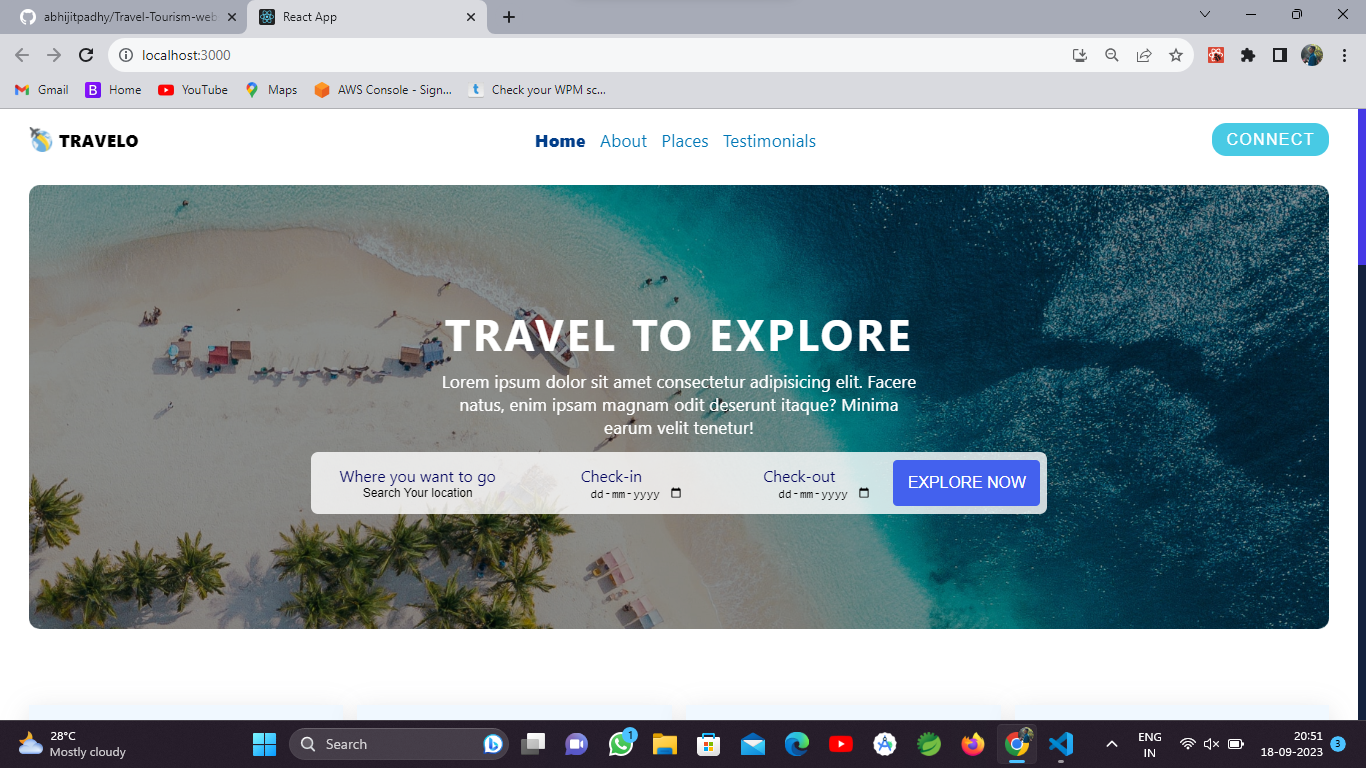 abhijitpadhy/Travel-Tourism-web
React App
localhost:3000
Gmail
Home
YouTube
Maps
AWS Console - Sign...
Check your WPM sc...
TRAVELO
Home
About
Places
Testimonials
CONNECT
TRAVEL TO EXPLORE
Lorem ipsum dolor sit amet consectetur adipisicing elit. Facere
natus, enim ipsam magnam odit deserunt itaque? Minima
earum velit tenetur!
Where you want to go
Search Your location
Check-in
dd-mm-yyyy
Check-out
dd-mm-yyyy
EXPLORE NOW
28°C
Mostly cloudy
Search
1
ENG
IN
20:51
18-09-2023
3